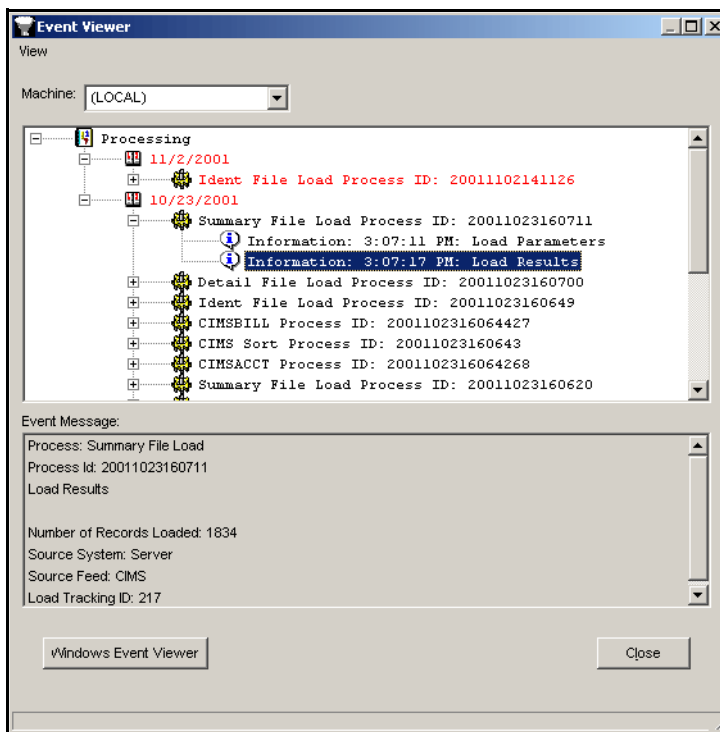 Event Viewer
View
Machine: (LOCAL)
Processing
11/2/2001
Ident File Load Process ID: 20011102141126
10/23/2001
Summary File Load Process ID: 20011023160711
Information: 3:07:11 PM: Load Parameters
Information: 3:07:17 PM: Load Results
Detail File Load Process ID: 20011023160700
Ident File Load Process ID: 20011023160649
CIMSBILL Process ID: 2001102316064427
CIMS Sort Process ID: 20011023160643
CIMSACCT Process ID: 2001102316064268
Summary File Load Process ID: 20011023160620
Event Message:
Process: Summary File Load
Process Id: 20011023160711
Load Results
Number of Records Loaded: 1834
Source System: Server
Source Feed: CIMS
Load Tracking ID: 217
Windows Event Viewer
Close